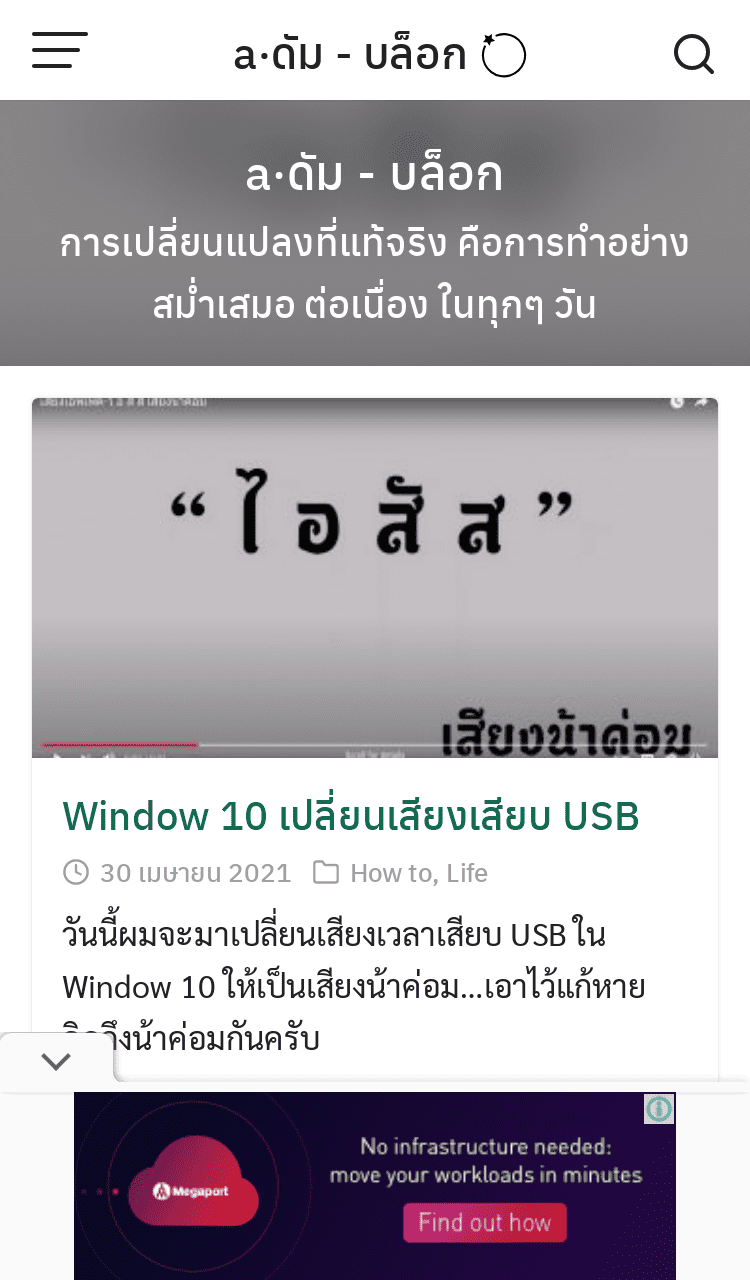 a·ดัม - บล็อก
a·ดัม - บล็อก
การเปลี่ยนแปลงที่แท้จริง คือการทำอย่าง
สม่ำเสมอ ต่อเนื่อง ในทุกๆ วัน
“ ไ อ สั ส ”
เสียงน้าค่อม
Window 10 เปลี่ยนเสียงเสียบ USB
30 เมษายน 2021 How to, Life
วันนี้ผมจะมาเปลี่ยนเสียงเวลาเสียบ USB ใน
Window 10 ให้เป็นเสียงน้าค่อม...เอาไว้แก้หาย
คิดถึงน้าค่อมกันครับ
No infrastructure needed:
move your workloads in minutes
Megaport
Find out how